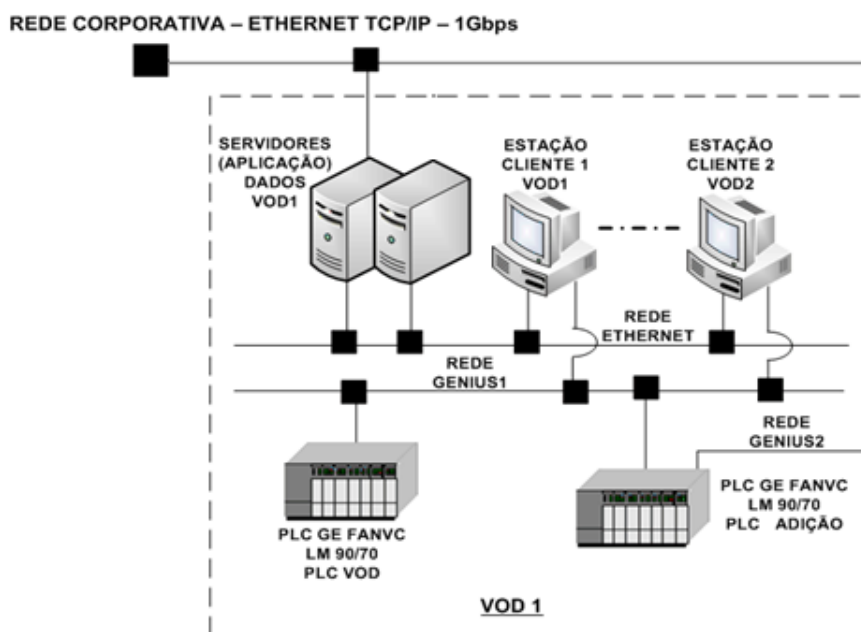 REDE CORPORATIVA – ETHERNET TCP/IP – 1Gbps
SERVIDORES
(APLICAÇÃO)
DADOS
VOD1
ESTAÇÃO
CLIENTE 1
VOD1
ESTAÇÃO
CLIENTE 2
VOD2
REDE
ETHERNET
REDE
GENIUS1
REDE
GENIUS2
PLC GE FANVC
LM 90/70
PLC VOD
PLC GE FANVC
LM 90/70
PLC ADIÇÃO
VOD 1